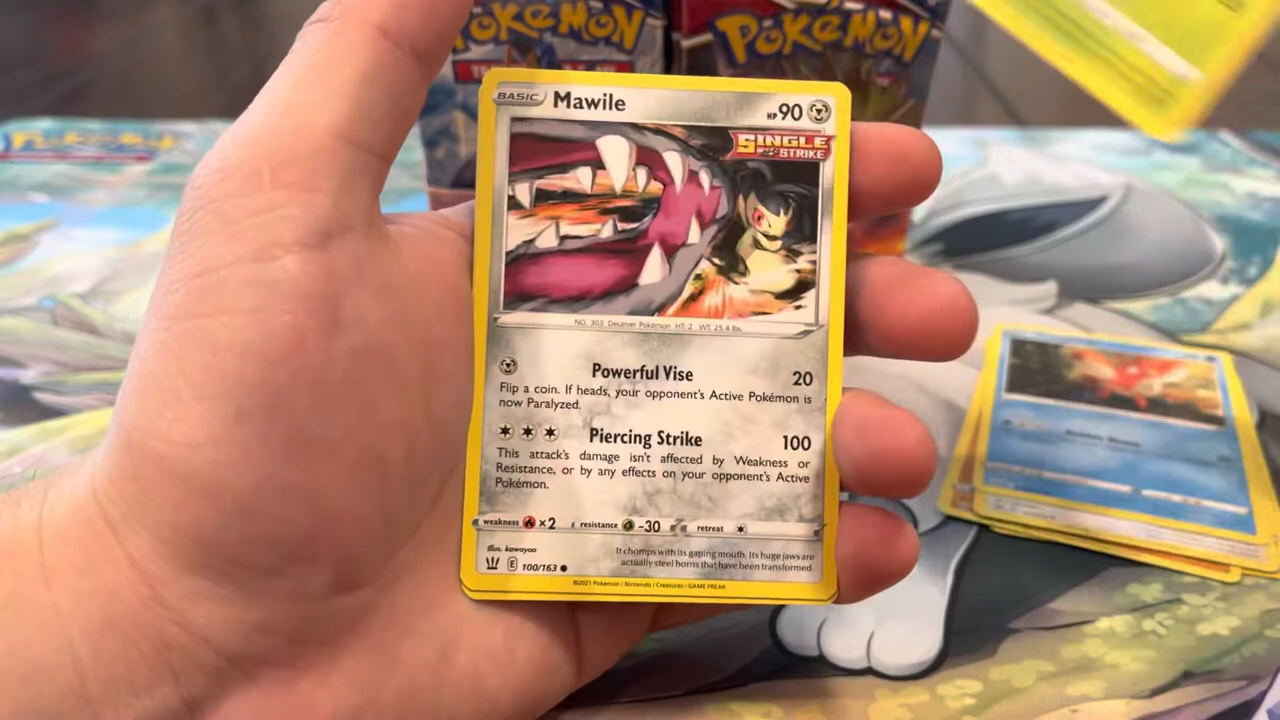 POKÉMON
POKÉMON
BASIC
Mawile
HP 90
SINGLE
STRIKE
NO. 303 Deceiver Pokémon HT: 2' WT: 25.4 lbs.
Powerful Vise 20
Flip a coin. If heads, your opponent's Active Pokémon is
now Paralyzed.
Piercing Strike 100
This attack's damage isn't affected by Weakness or
Resistance, or by any effects on your opponent's Active
Pokémon.
weakness ×2 resistance -30 retreat
Illus. kawayoo
It chomps with its gaping mouth. Its huge jaws are
actually steel horns that have been transformed.
E 100/163
©2021 Pokémon / Nintendo / Creatures / GAME FREAK